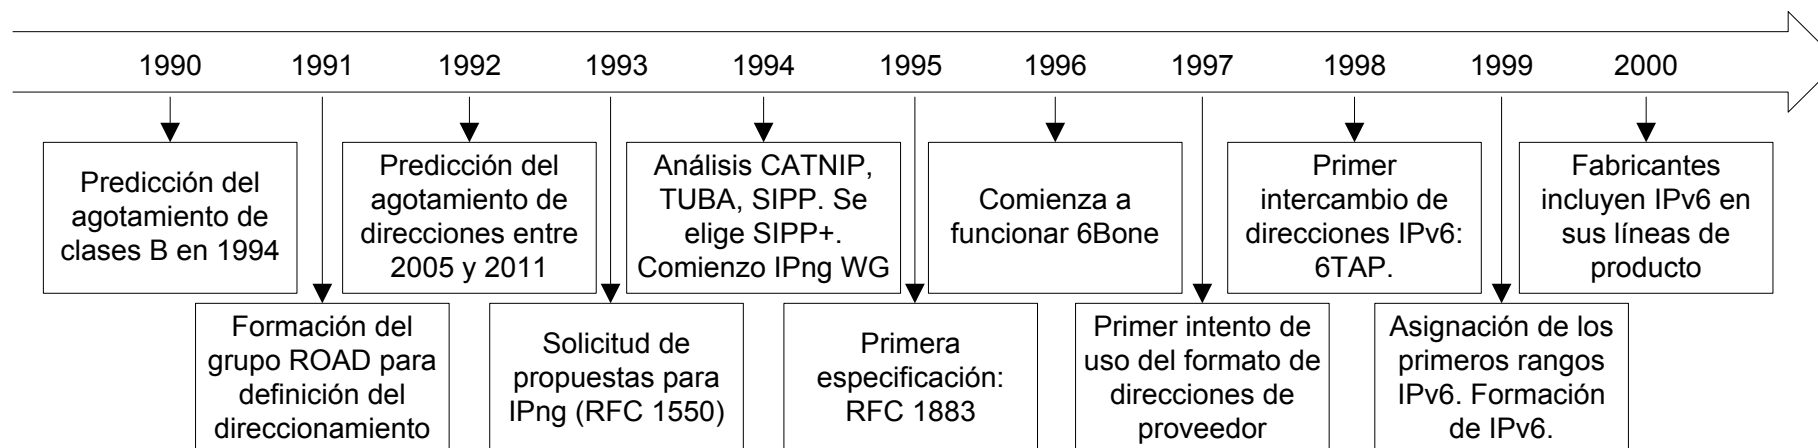 1990 1991 1992 1993 1994 1995 1996 1997 1998 1999 2000
Predicción del
agotamiento de
clases B en 1994
Formación del
grupo ROAD para
definición del
direccionamiento
Predicción del
agotamiento de
direcciones entre
2005 y 2011
Solicitud de
propuestas para
IPng (RFC 1550)
Análisis CATNIP,
TUBA, SIPP. Se
elige SIPP+.
Comienzo IPng WG
Primera
especificación:
RFC 1883
Comienza a
funcionar 6Bone
Primer intento de
uso del formato de
direcciones de
proveedor
Primer
intercambio de
direcciones IPv6:
6TAP.
Asignación de los
primeros rangos
IPv6. Formación
de IPv6.
Fabricantes
incluyen IPv6 en
sus líneas de
producto